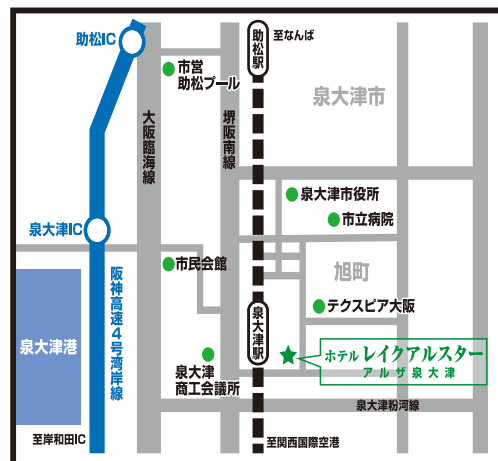 助松IC
助松駅
至なんば
市営
助松プール
泉大津市
大阪臨海線
堺阪南線
泉大津市役所
市立病院
泉大津IC
市民会館
旭町
阪神高速4号湾岸線
テクスピア大阪
泉大津駅
泉大津港
ホテル レイクアルスター
アルザ泉大津
泉大津
商工会議所
泉大津粉河線
至岸和田IC
至関西国際空港